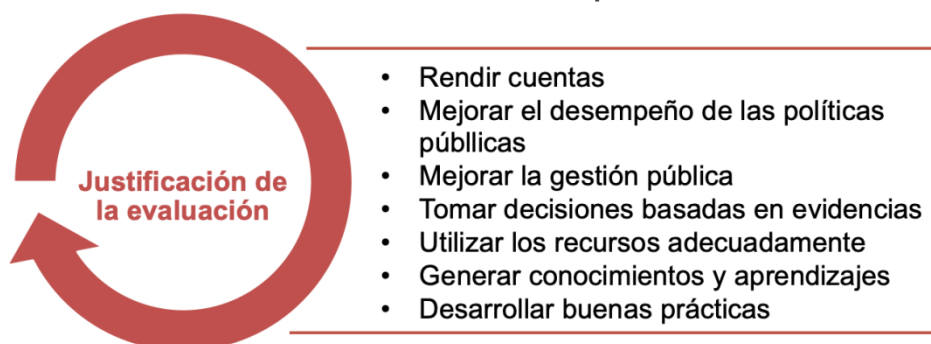 Justificación de
la evaluación
• Rendir cuentas
• Mejorar el desempeño de las políticas
públlicas
• Mejorar la gestión pública
• Tomar decisiones basadas en evidencias
• Utilizar los recursos adecuadamente
• Generar conocimientos y aprendizajes
• Desarrollar buenas prácticas